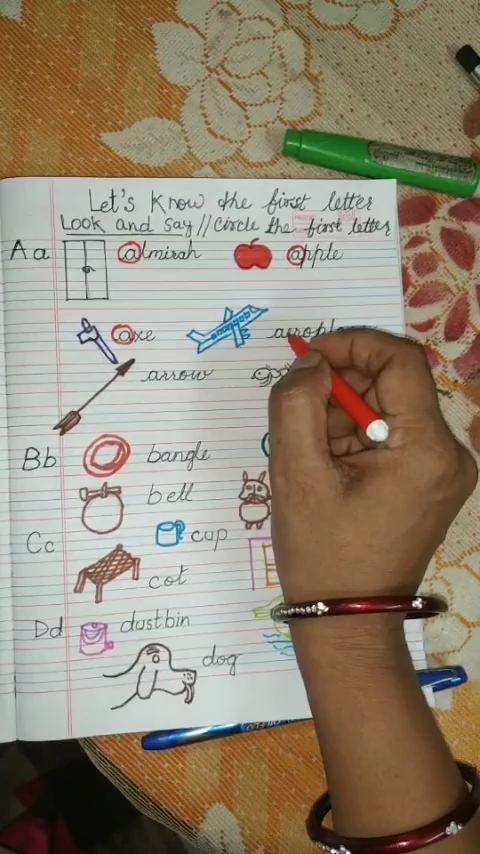 Let's know the first letter
Look and say//circle the first letter
Aa almirah apple
axe
arrow
Bb bangle
bell
Cc cup
cot
Dd dustbin
dog